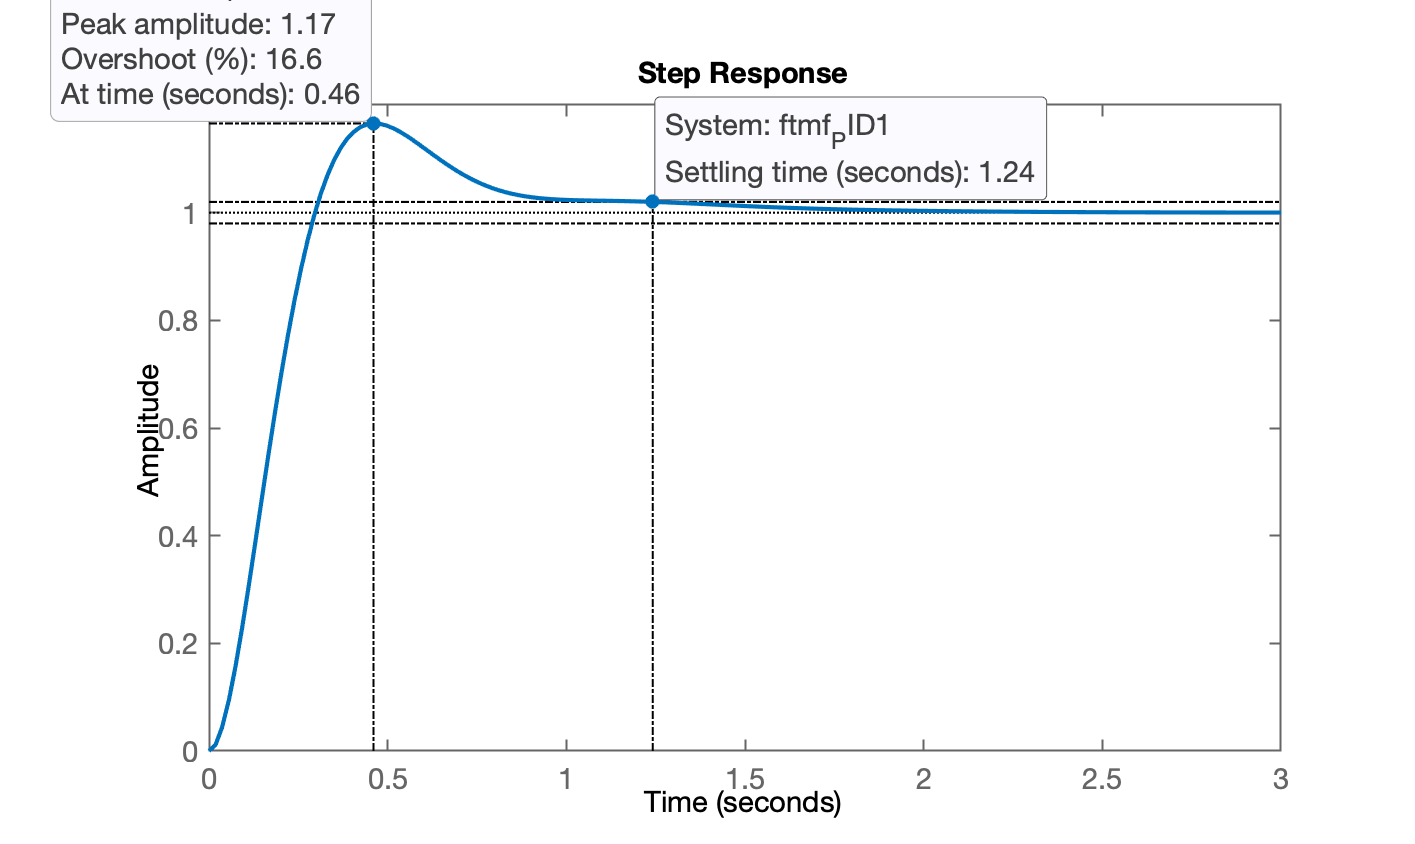 Peak amplitude: 1.17
Overshoot (%): 16.6
At time (seconds): 0.46
Step Response
System: ftmfPID1
Settling time (seconds): 1.24
Amplitude
1
0.8
0.6
0.4
0.2
0
0 0.5 1 1.5 2 2.5 3
Time (seconds)